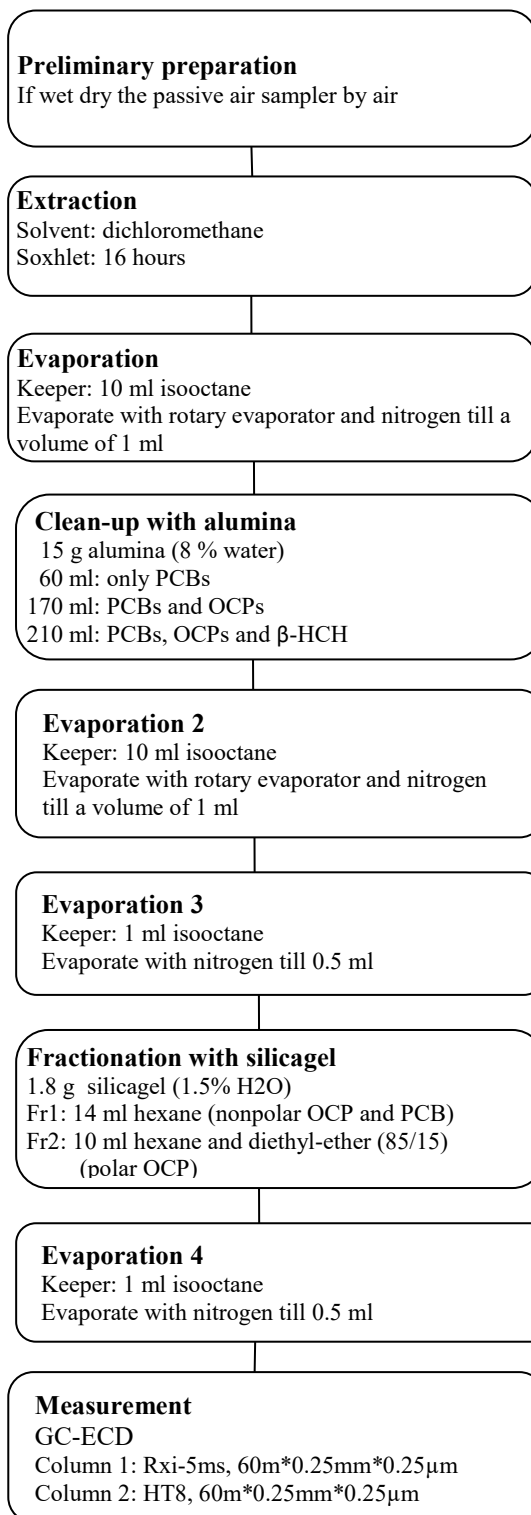 Preliminary preparation
If wet dry the passive air sampler by air
Extraction
Solvent: dichloromethane
Soxhlet: 16 hours
Evaporation
Keeper: 10 ml isooctane
Evaporate with rotary evaporator and nitrogen till a
volume of 1 ml
Clean-up with alumina
15 g alumina (8 % water)
60 ml: only PCBs
170 ml: PCBs and OCPs
210 ml: PCBs, OCPs and β-HCH
Evaporation 2
Keeper: 10 ml isooctane
Evaporate with rotary evaporator and nitrogen
till a volume of 1 ml
Evaporation 3
Keeper: 1 ml isooctane
Evaporate with nitrogen till 0.5 ml
Fractionation with silicagel
1.8 g silicagel (1.5% H2O)
Fr1: 14 ml hexane (nonpolar OCP and PCB)
Fr2: 10 ml hexane and diethyl-ether (85/15)
(polar OCP)
Evaporation 4
Keeper: 1 ml isooctane
Evaporate with nitrogen till 0.5 ml
Measurement
GC-ECD
Column 1: Rxi-5ms, 60m*0.25mm*0.25µm
Column 2: HT8, 60m*0.25mm*0.25µm